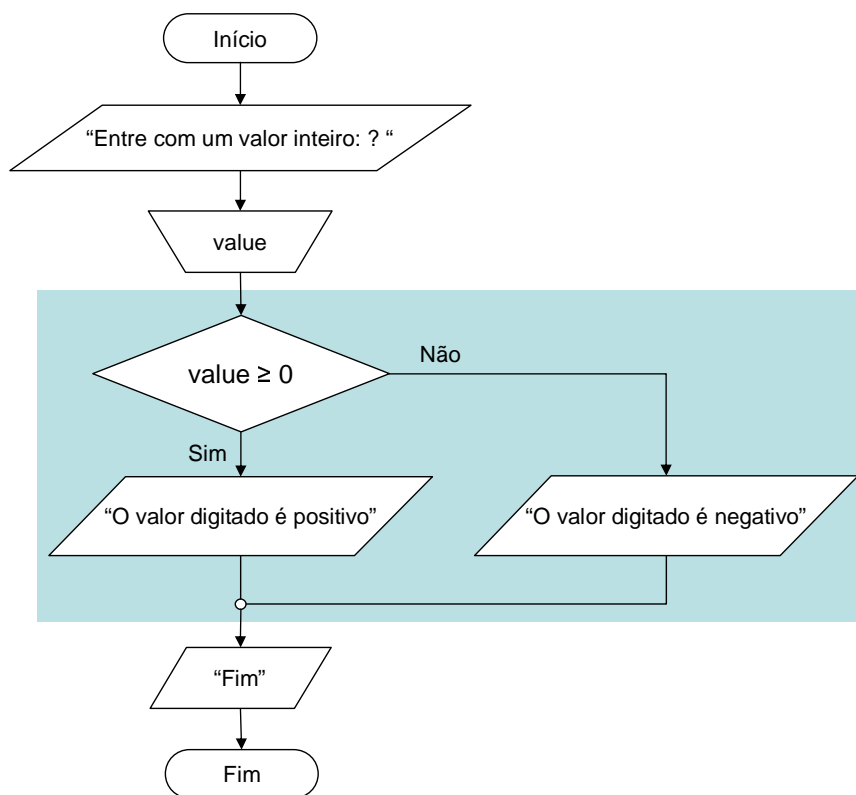 Início
“Entre com um valor inteiro: ? “
value
value ≥ 0
Não
Sim
“O valor digitado é positivo”
“O valor digitado é negativo”
“Fim”
Fim